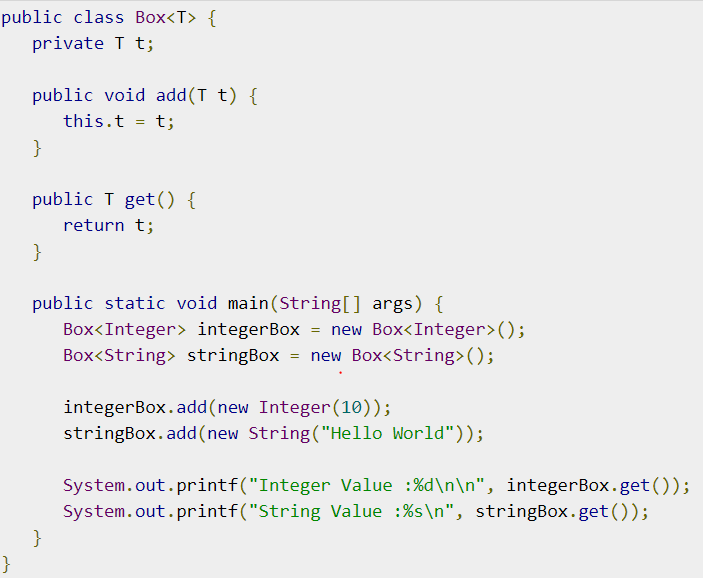 public class Box<T> {
   private T t;

   public void add(T t) {
      this.t = t;
   }

   public T get() {
      return t;
   }

   public static void main(String[] args) {
      Box<Integer> integerBox = new Box<Integer>();
      Box<String> stringBox = new Box<String>();

      integerBox.add(new Integer(10));
      stringBox.add(new String("Hello World"));

      System.out.printf("Integer Value :%d\n\n", integerBox.get());
      System.out.printf("String Value :%s\n", stringBox.get());
   }
}